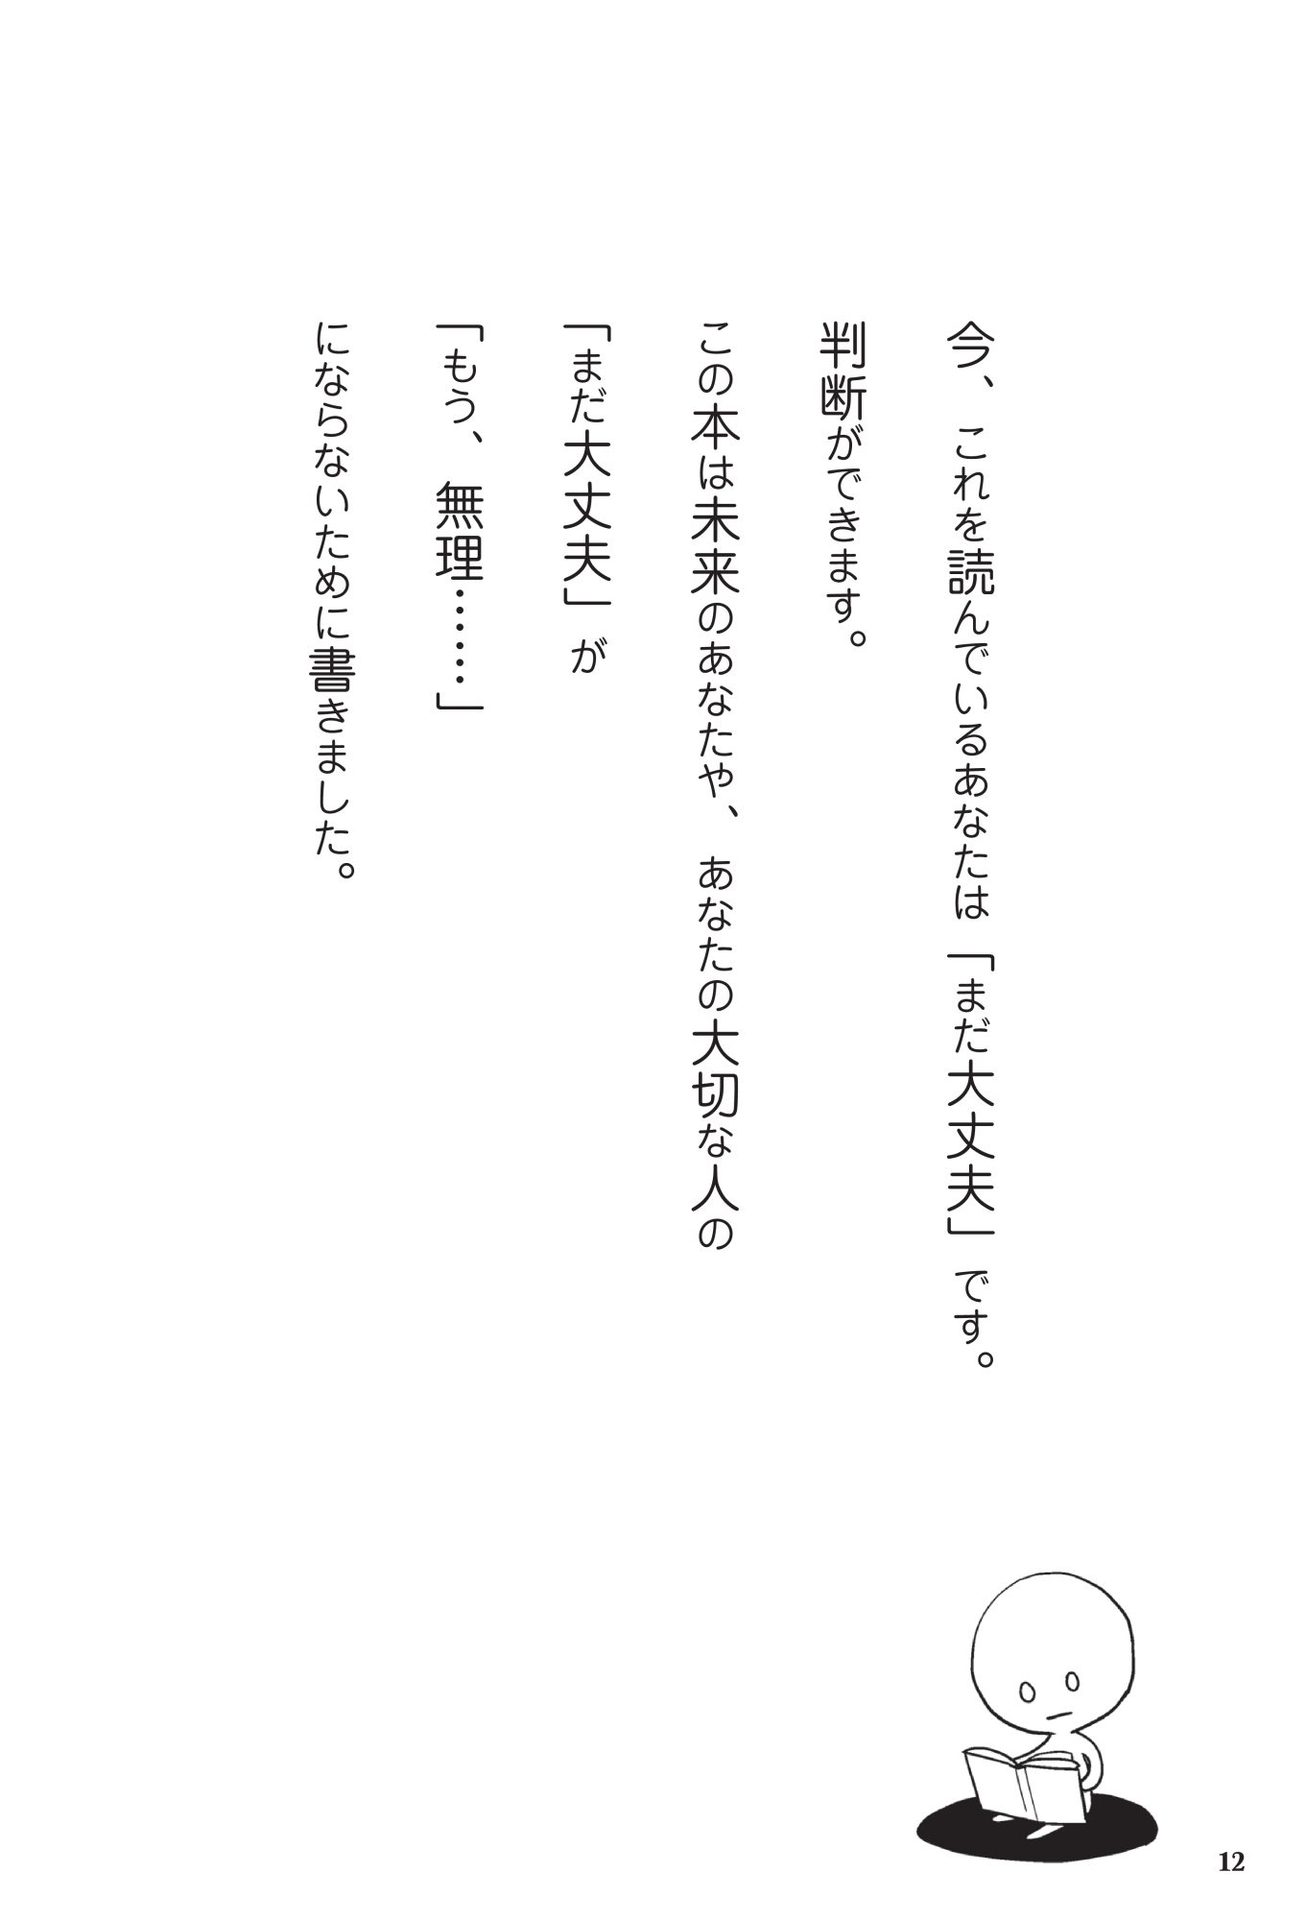 今、これを読んでいるあなたは「まだ大丈夫」です。
判断ができます。
この本は未来のあなたや、あなたの大切な人の
「まだ大丈夫」が
「もう、無理……」
にならないために書きました。
12